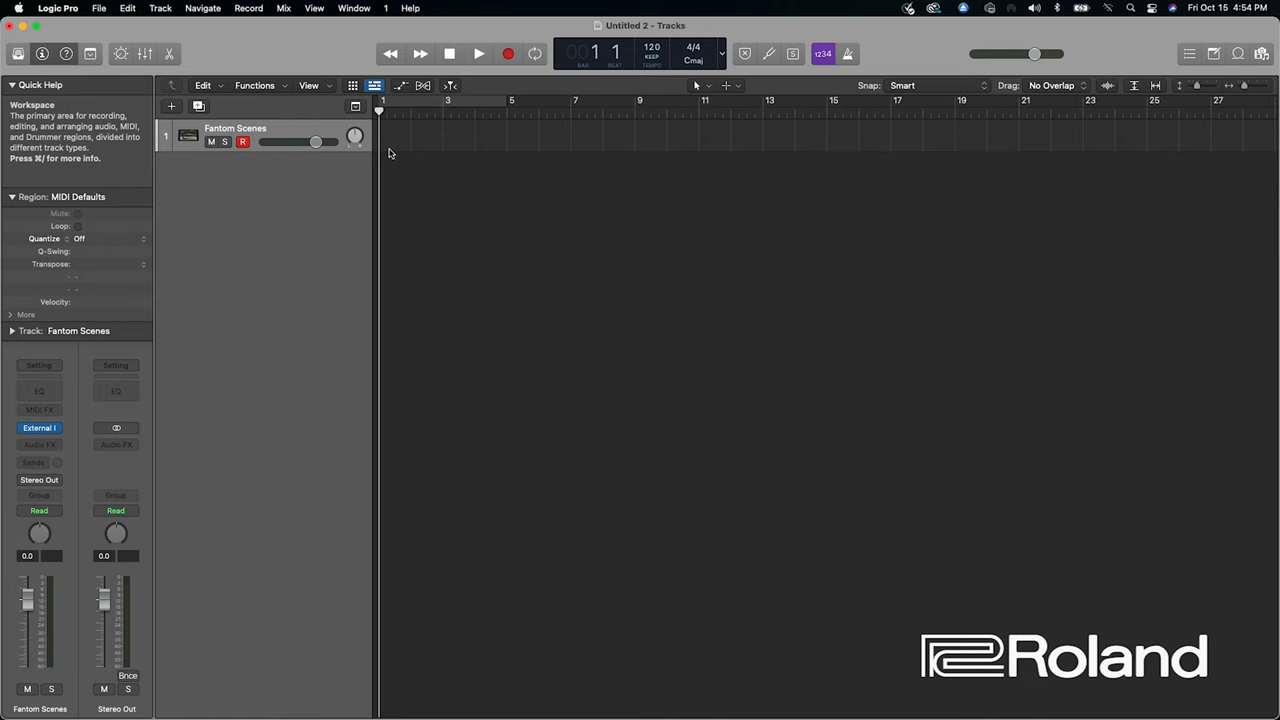 Logic Pro File Edit Track Navigate Record Mix View Window 1 Help Fri Oct 15 4:54 PM
Untitled 2 - Tracks
001 1 120 4/4
KEEP Cmaj
BAR BEAT TEMPO
1234
Quick Help
Edit Functions View Snap: Smart Drag: No Overlap
Workspace
The primary area for recording,
editing, and arranging audio, MIDI,
and Drummer regions, divided into
different track types.
Press ⌘/ for more info.
1 3 5 7 9 11 13 15 17 19 21 23 25 27
1 Fantom Scenes
M S R
Region: MIDI Defaults
Mute:
Loop:
Quantize Off
Q-Swing:
Transpose:
Velocity:
More
Track: Fantom Scenes
Setting Setting
EQ EQ
MIDI FX
External I
Audio FX Audio FX
Sends
Stereo Out
Group Group
Read Read
0.0 0.0
Bnce
M S M S
Fantom Scenes Stereo Out
Roland